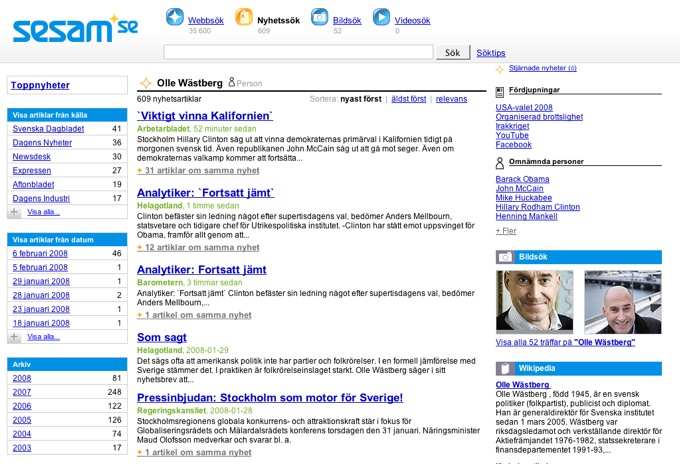 sesam*se
Webbsök
35 600
Nyhetssök
609
Bildsök
52
Videosök
0
Sök
Söktips
Toppnyheter
Visa artiklar från källa
Svenska Dagbladet 41
Dagens Nyheter 36
Newsdesk 30
Expressen 27
Aftonbladet 19
Dagens Industri 17
Visa alla...
Visa artiklar från datum
6 februari 2008 46
5 februari 2008 1
29 januari 2008 1
28 januari 2008 2
23 januari 2008 1
18 januari 2008 1
Visa alla...
Arkiv
2008 81
2007 248
2006 122
2005 126
2004 74
2003 17
Olle Wästberg Person
609 nyhetsartiklar
Sortera: nyast först | äldst först | relevans
`Viktigt vinna Kalifornien`
Arbetarbladet, 52 minuter sedan
Stockholm Hillary Clinton såg ut att vinna demokraternas primärval i Kalifornien tidigt på
morgonen svensk tid. Även republikanen John McCain såg ut att gå mot seger. Även om
demokraternas valkamp kommer att fortsätta...
+ 31 artiklar om samma nyhet
Analytiker: `Fortsatt jämt`
Helagotland, 1 timme sedan
Clinton befäster sin ledning något efter supertisdagens val, bedömer Anders Mellbourn,
statsvetare och tidigare chef för Utrikespolitiska institutet. -Clinton har stått emot uppsvinget för
Obama, framför allt genom att...
+ 12 artiklar om samma nyhet
Analytiker: Fortsatt jämt
Barometern, 3 timmar sedan
Analytiker: `Fortsatt jämt` Clinton befäster sin ledning något efter supertisdagens val, bedömer
Anders Mellbourn,...
+ 1 artikel om samma nyhet
Som sagt
Helagotland, 2008-01-29
Det sägs ofta att amerikansk politik inte har partier och folkrörelser. I en formell jämförelse med
Sverige stämmer det. I praktiken är folkrörelseinslaget starkt. Olle Wästberg säger i sitt
nyhetsbrev att...
Pressinbjudan: Stockholm som motor för Sverige!
Regeringskansliet, 2008-01-28
Stockholmsregionens globala konkurrens- och attraktionskraft står i fokus för
Globaliseringsrådets och Mälardalsrådets konferens torsdagen den 31 januari. Näringsminister
Maud Olofsson medverkar och svarar bl. a.
+ 1 artikel om samma nyhet
Stjärnade nyheter (0)
Fördjupningar
USA-valet 2008
Organiserad brottslighet
Irakkriget
YouTube
Facebook
Omnämnda personer
Barack Obama
John McCain
Mike Huckabee
Hillary Rodham Clinton
Henning Mankell
+ Fler
Bildsök
Visa alla 52 träffar på "Olle Wästberg"
Wikipedia
Olle Wästberg
Olle Wästberg , född 1945, är en svensk
politiker (folkpartist), publicist och diplomat.
Han är generaldirektör för Svenska institutet
sedan 1 mars 2005. Wästberg var
riksdagsledamot och verkställande direktör för
Aktiefrämjandet 1976-1982, statssekreterare i
finansdepartementet 1991-93,...